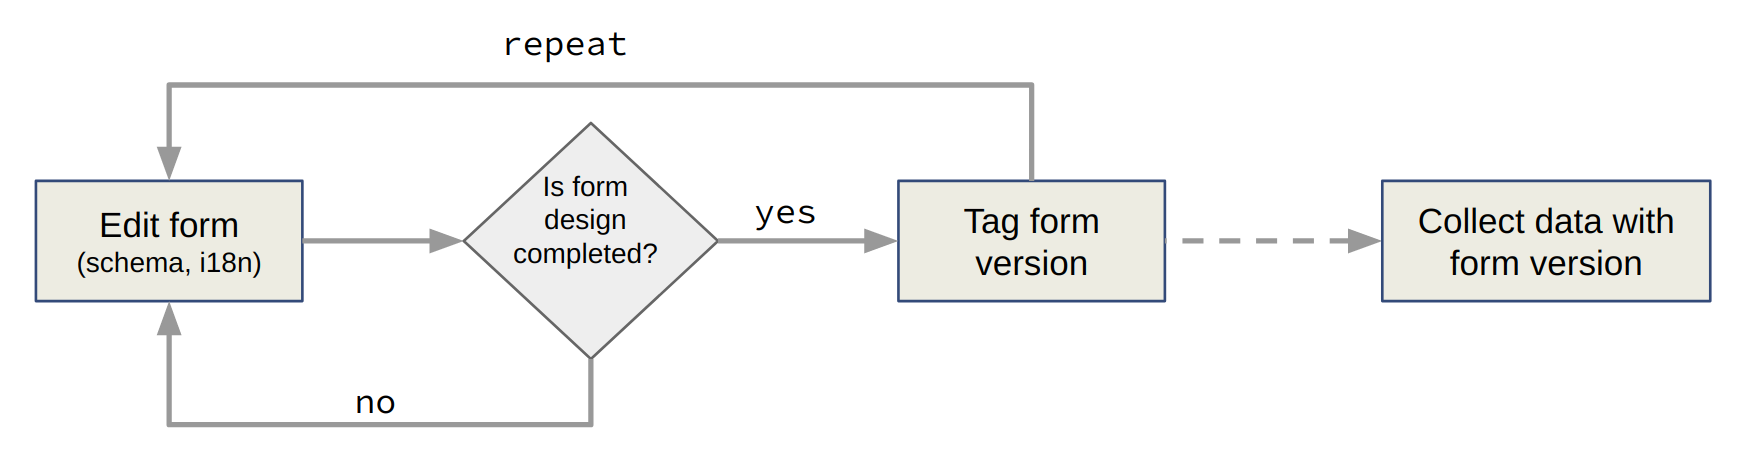 repeat
Edit form
(schema, i18n)
Is form
design
completed?
yes
Tag form
version
Collect data with
form version
no